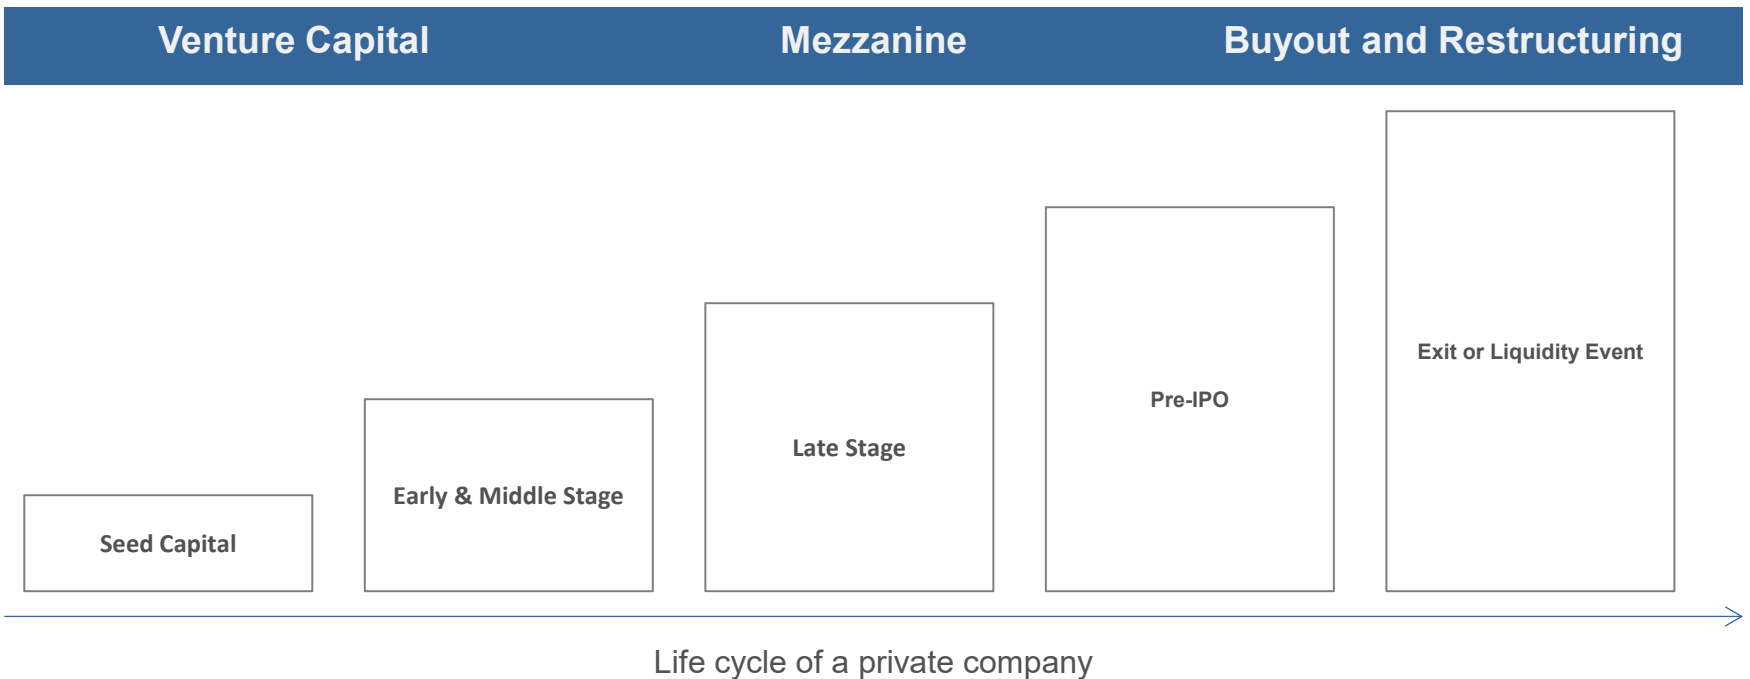 Venture Capital
Mezzanine
Buyout and Restructuring
Seed Capital
Early & Middle Stage
Late Stage
Pre-IPO
Exit or Liquidity Event
Life cycle of a private company